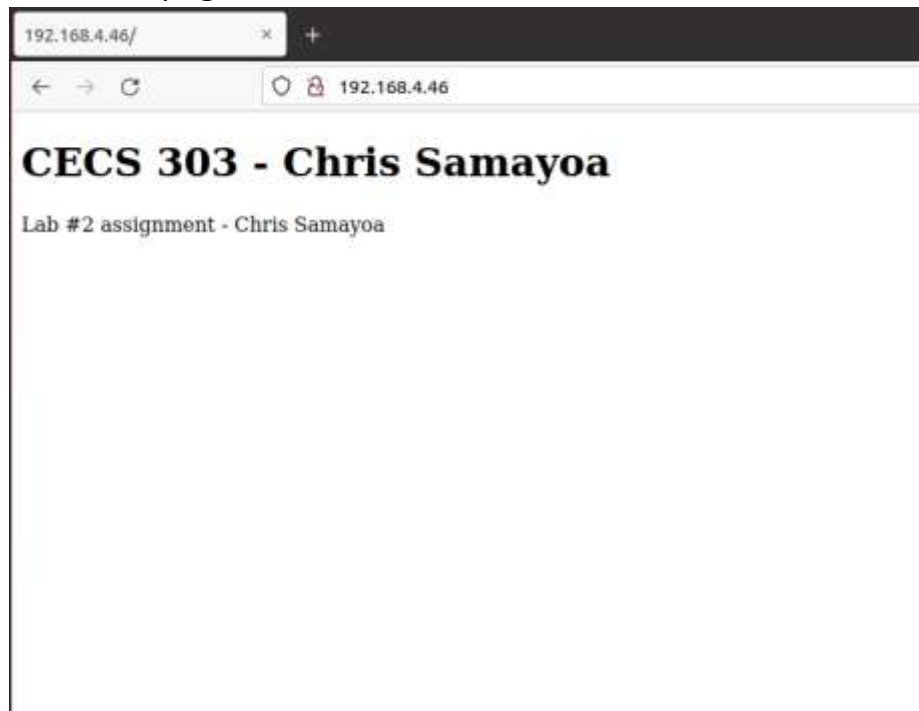 192.168.4.46/
192.168.4.46
CECS 303 - Chris Samayoa
Lab #2 assignment - Chris Samayoa